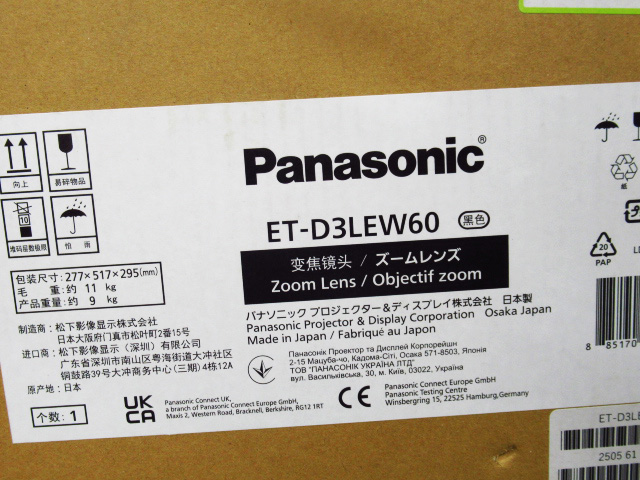 Panasonic®
ET-D3LEW60 黑色
变焦镜头 / ズームレンズ
Zoom Lens / Objectif zoom
パナソニック プロジェクター&ディスプレイ株式会社 日本製
Panasonic Projector & Display Corporation Osaka Japan
Made in Japan / Fabriqué au Japon
Панасонік Проектор та Дисплей Корпорейшн
2-15 Мацуба-чо, Кадома-Сіті, Осака 571-8503, Японія
ТОВ "ПАНАСОНІК УКРАЇНА ЛТД"
вул. Васильківська, 30, м. Київ, 03022, Україна
向上
易碎物品
10
堆码层数极限
怕 雨
包装尺寸: 277×517×295(mm)
毛 重: 约 11 kg
产品重量: 约 9 kg
制造商: 松下影像显示株式会社
日本大阪府门真市松叶町2番15号
进口商: 松下影像显示(深圳)有限公司
广东省深圳市南山区粤海街道大冲社区
铜鼓路39号大冲商务中心(三期)4栋12A
原产地: 日本
个数: 1
UK
CA
Panasonic Connect UK,
a branch of Panasonic Connect Europe GmbH,
Maxis 2, Western Road, Bracknell, Berkshire, RG12 1RT
CE
Panasonic Connect Europe GmbH
Panasonic Testing Centre
Winsbergring 15, 22525 Hamburg,Germany
纸
20
PAP
8 85170
ET-D3LE
2505 61